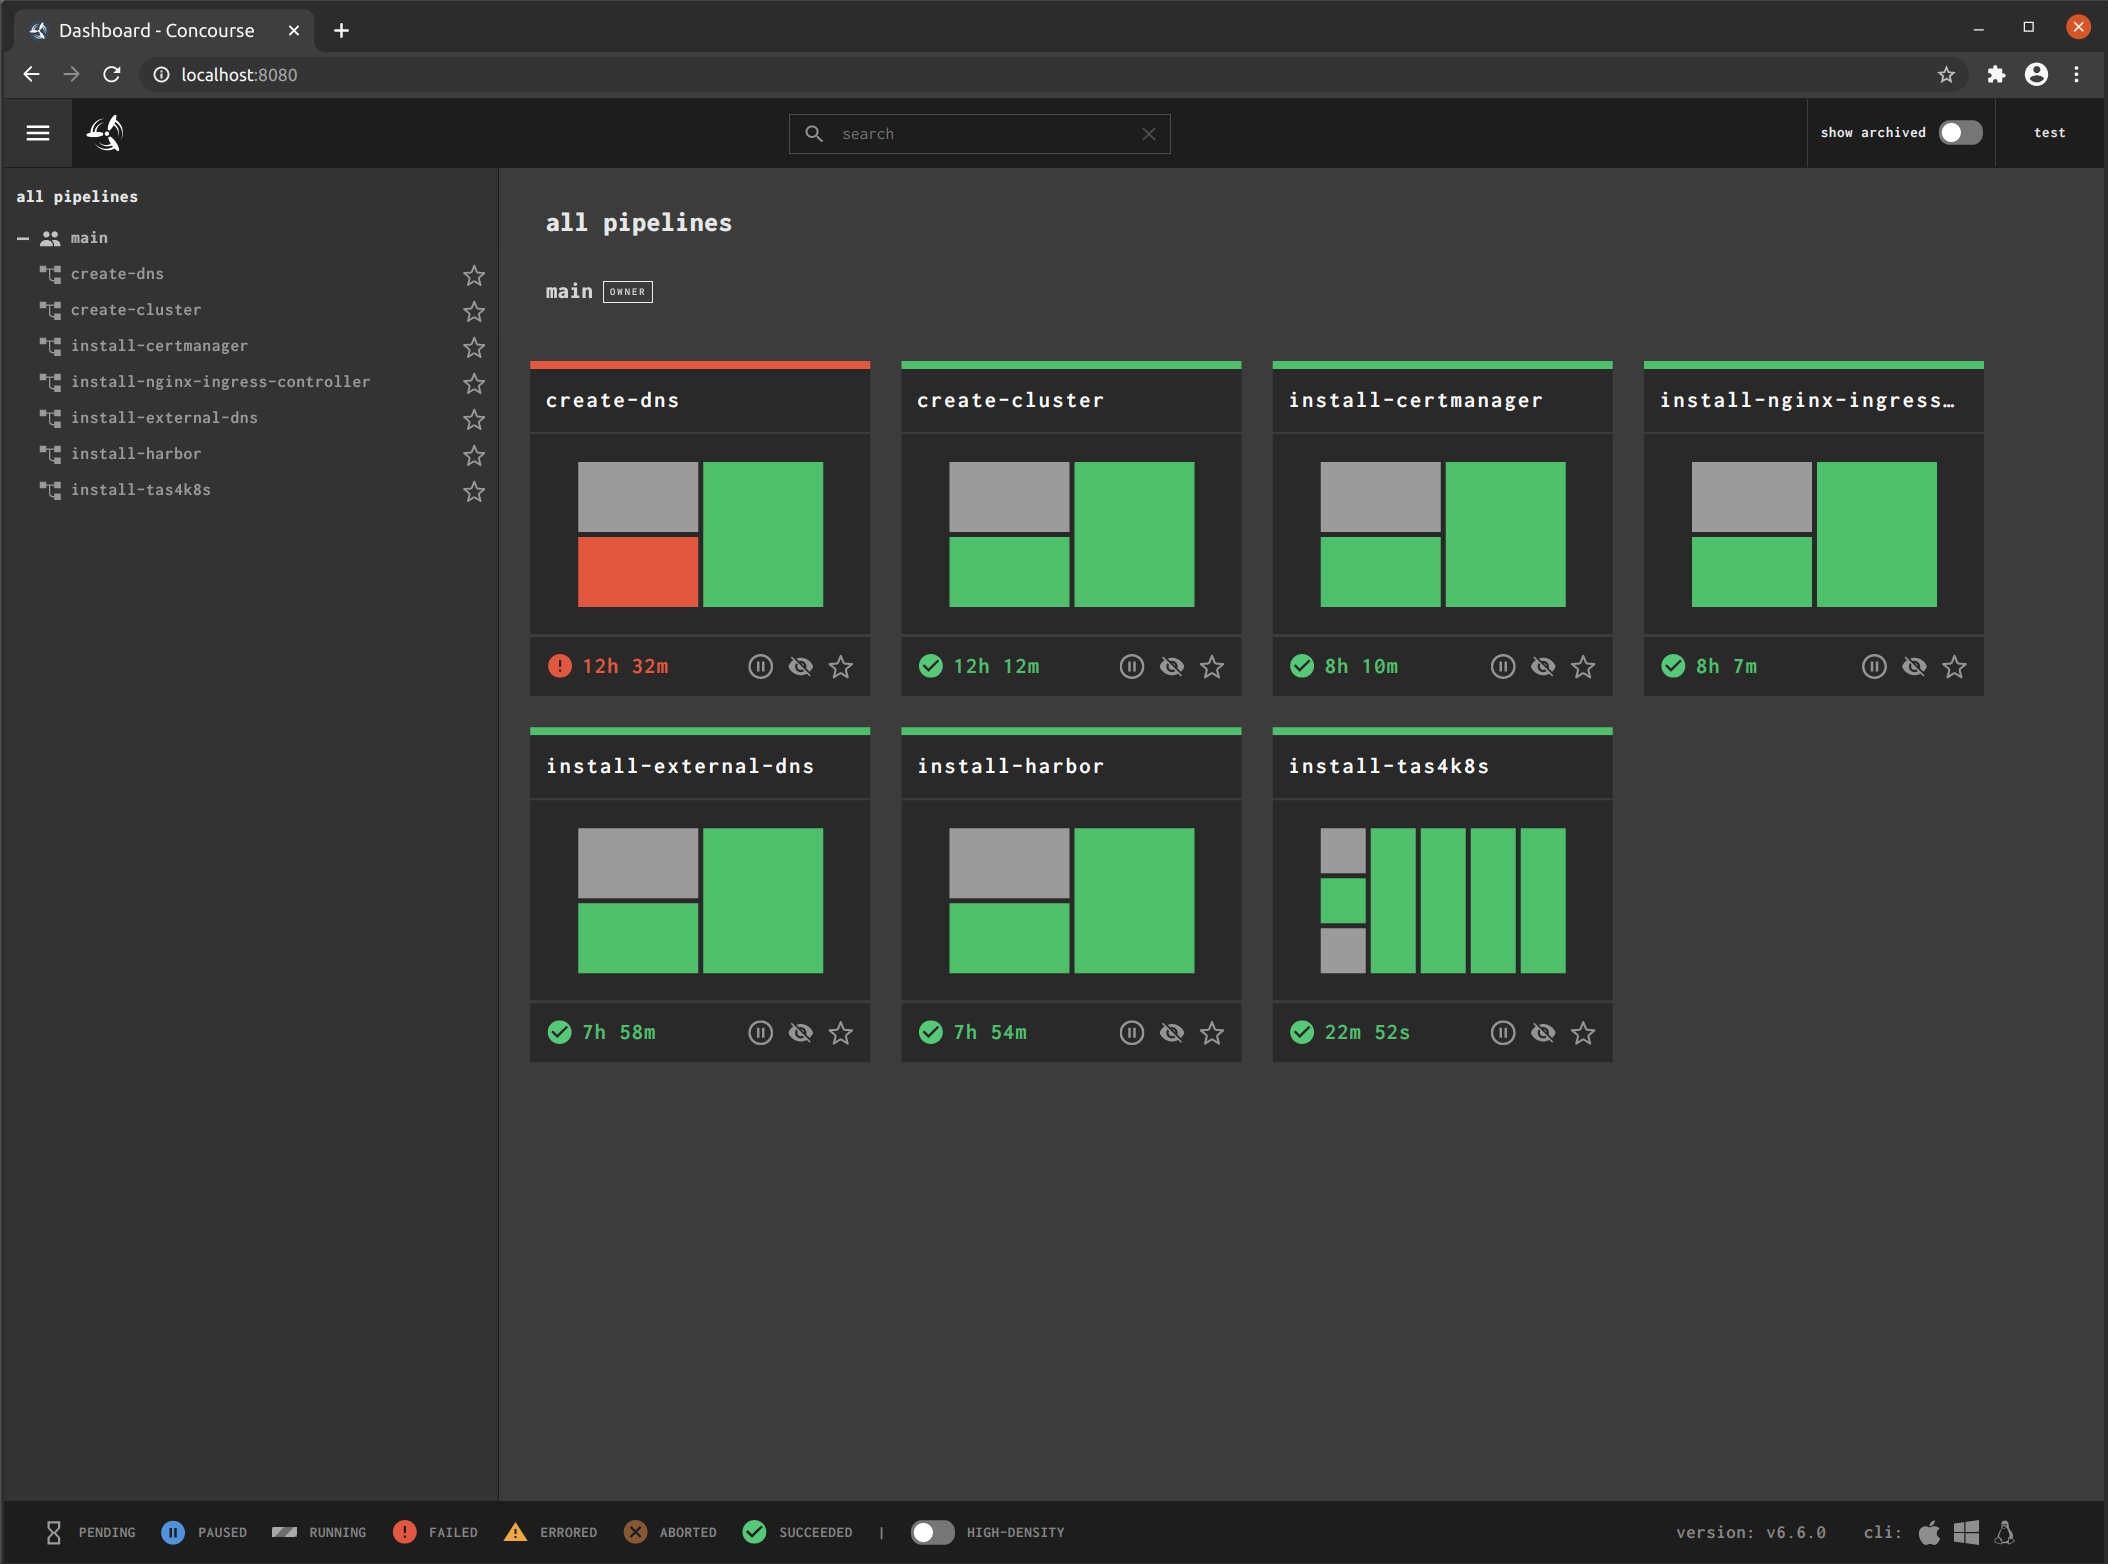 Dashboard - Concourse
localhost:8080
search
show archived
test
all pipelines
main
create-dns
create-cluster
install-certmanager
install-nginx-ingress-controller
install-external-dns
install-harbor
install-tas4k8s
all pipelines
main OWNER
create-dns
create-cluster
install-certmanager
install-nginx-ingress…
12h 32m
12h 12m
8h 10m
8h 7m
install-external-dns
install-harbor
install-tas4k8s
7h 58m
7h 54m
22m 52s
PENDING PAUSED RUNNING FAILED ERRORED ABORTED SUCCEEDED | HIGH-DENSITY version: v6.6.0 cli: